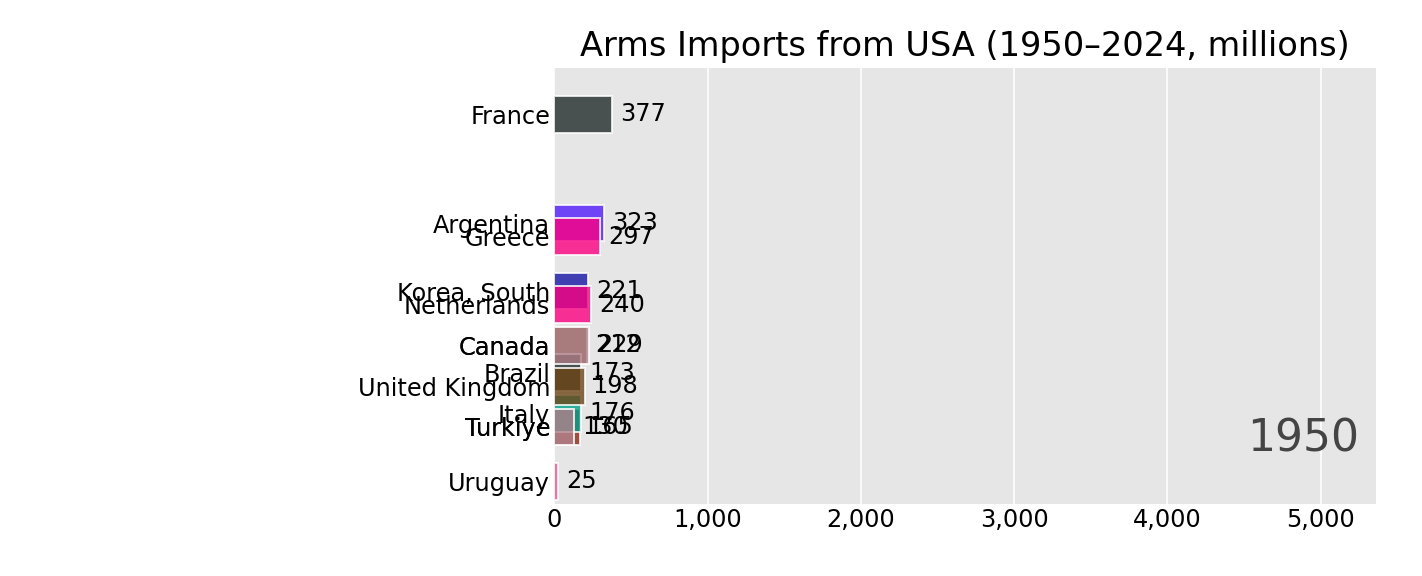 Arms Imports from USA (1950–2024, millions)
France 377
Argentina 323
Greece 297
Korea, South 221
Netherlands 240
Canada
Brazil 173
United Kingdom 198
Italy 176
Turkiye 165
Uruguay 25
1950
0 1,000 2,000 3,000 4,000 5,000